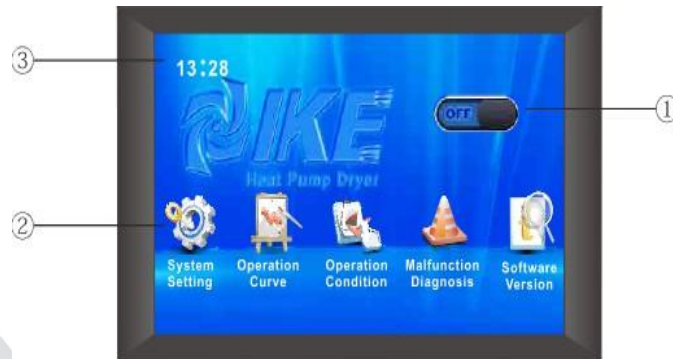 ③
13:28
IKE
Heat Pump Dryer
OFF
①
②
System Setting
Operation Curve
Operation Condition
Malfunction Diagnosis
Software Version